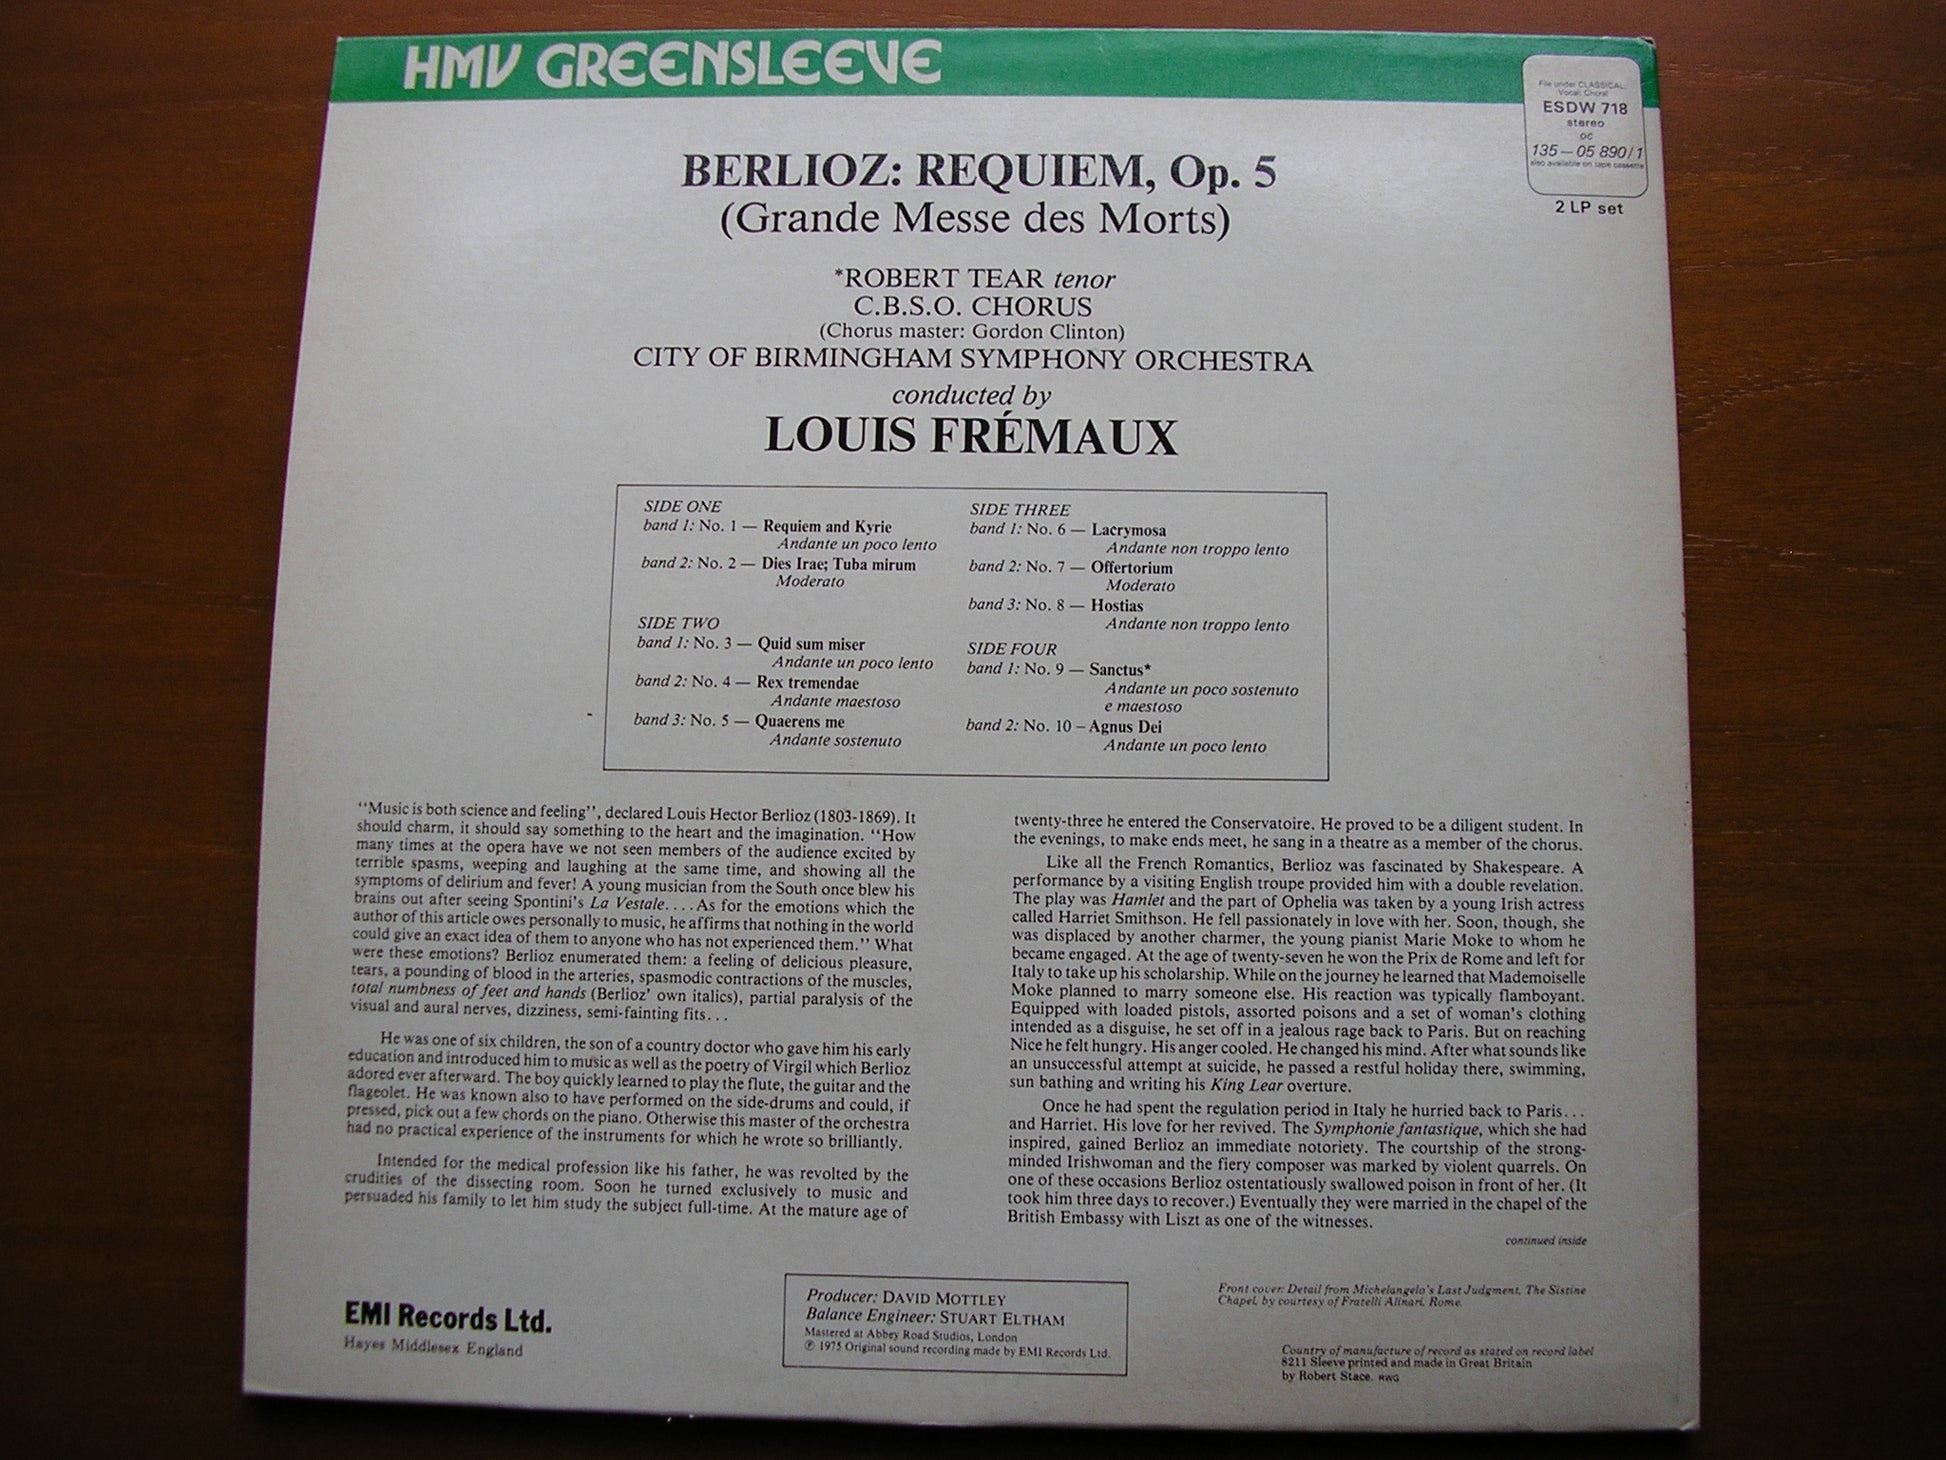 HMV GREENSLEEVE
File under CLASSICAL:
Vocal: Choral
ESDW 718
stereo
OC
135–05 890/1
also available on tape cassette
2 LP set
BERLIOZ: REQUIEM, Op. 5
(Grande Messe des Morts)
*ROBERT TEAR tenor
C.B.S.O. CHORUS
(Chorus master: Gordon Clinton)
CITY OF BIRMINGHAM SYMPHONY ORCHESTRA
conducted by
LOUIS FRÉMAUX
SIDE ONE
band 1: No. 1 — Requiem and Kyrie
Andante un poco lento
band 2: No. 2 — Dies Irae; Tuba mirum
Moderato
SIDE TWO
band 1: No. 3 — Quid sum miser
Andante un poco lento
band 2: No. 4 — Rex tremendae
Andante maestoso
band 3: No. 5 — Quaerens me
Andante sostenuto
SIDE THREE
band 1: No. 6 — Lacrymosa
Andante non troppo lento
band 2: No. 7 — Offertorium
Moderato
band 3: No. 8 — Hostias
Andante non troppo lento
SIDE FOUR
band 1: No. 9 — Sanctus*
Andante un poco sostenuto
e maestoso
band 2: No. 10 – Agnus Dei
Andante un poco lento
"Music is both science and feeling", declared Louis Hector Berlioz (1803-1869). It
should charm, it should say something to the heart and the imagination. "How
many times at the opera have we not seen members of the audience excited by
terrible spasms, weeping and laughing at the same time, and showing all the
symptoms of delirium and fever! A young musician from the South once blew his
brains out after seeing Spontini's La Vestale. . . . As for the emotions which the
author of this article owes personally to music, he affirms that nothing in the world
could give an exact idea of them to anyone who has not experienced them." What
were these emotions? Berlioz enumerated them: a feeling of delicious pleasure,
tears, a pounding of blood in the arteries, spasmodic contractions of the muscles,
total numbness of feet and hands (Berlioz' own italics), partial paralysis of the
visual and aural nerves, dizziness, semi-fainting fits. . .
He was one of six children, the son of a country doctor who gave him his early
education and introduced him to music as well as the poetry of Virgil which Berlioz
adored ever afterward. The boy quickly learned to play the flute, the guitar and the
flageolet. He was known also to have performed on the side-drums and could, if
pressed, pick out a few chords on the piano. Otherwise this master of the orchestra
had no practical experience of the instruments for which he wrote so brilliantly.
Intended for the medical profession like his father, he was revolted by the
crudities of the dissecting room. Soon he turned exclusively to music and
persuaded his family to let him study the subject full-time. At the mature age of
twenty-three he entered the Conservatoire. He proved to be a diligent student. In
the evenings, to make ends meet, he sang in a theatre as a member of the chorus.
Like all the French Romantics, Berlioz was fascinated by Shakespeare. A
performance by a visiting English troupe provided him with a double revelation.
The play was Hamlet and the part of Ophelia was taken by a young Irish actress
called Harriet Smithson. He fell passionately in love with her. Soon, though, she
was displaced by another charmer, the young pianist Marie Moke to whom he
became engaged. At the age of twenty-seven he won the Prix de Rome and left for
Italy to take up his scholarship. While on the journey he learned that Mademoiselle
Moke planned to marry someone else. His reaction was typically flamboyant.
Equipped with loaded pistols, assorted poisons and a set of woman's clothing
intended as a disguise, he set off in a jealous rage back to Paris. But on reaching
Nice he felt hungry. His anger cooled. He changed his mind. After what sounds like
an unsuccessful attempt at suicide, he passed a restful holiday there, swimming,
sun bathing and writing his King Lear overture.
Once he had spent the regulation period in Italy he hurried back to Paris. . .
and Harriet. His love for her revived. The Symphonie fantastique, which she had
inspired, gained Berlioz an immediate notoriety. The courtship of the strong-
minded Irishwoman and the fiery composer was marked by violent quarrels. On
one of these occasions Berlioz ostentatiously swallowed poison in front of her. (It
took him three days to recover.) Eventually they were married in the chapel of the
British Embassy with Liszt as one of the witnesses.
continued inside
EMI Records Ltd.
Hayes Middlesex England
Producer: DAVID MOTTLEY
Balance Engineer: STUART ELTHAM
Mastered at Abbey Road Studios, London
℗ 1975 Original sound recording made by EMI Records Ltd.
Front cover: Detail from Michelangelo's Last Judgment, The Sistine
Chapel, by courtesy of Fratelli Alinari, Rome.
Country of manufacture of record as stated on record label
8211 Sleeve printed and made in Great Britain
by Robert Stace. RWG